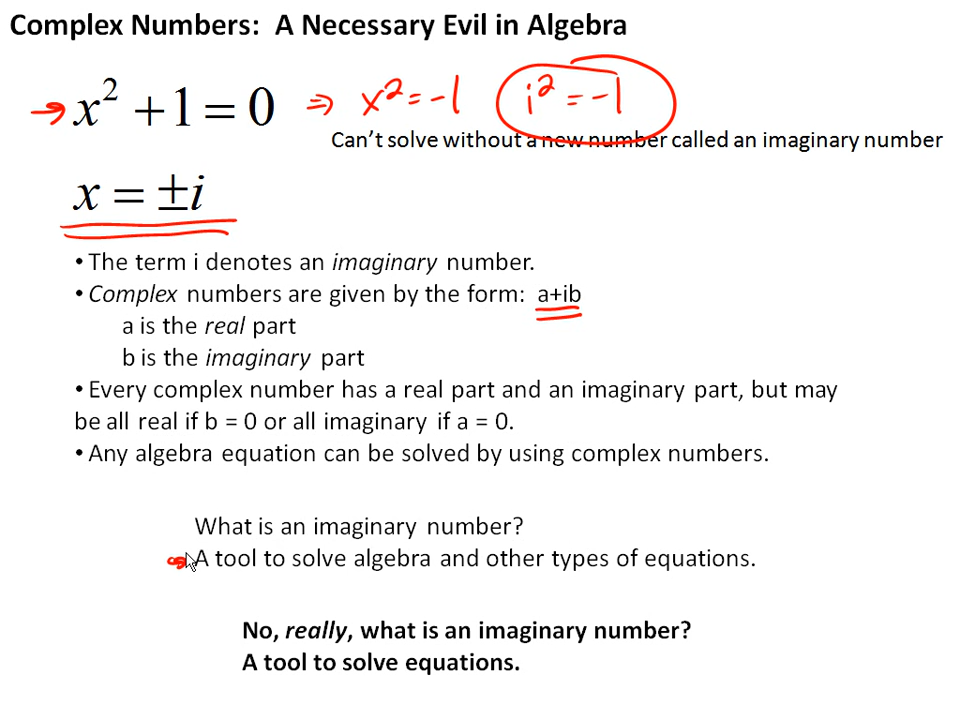 Complex Numbers:  A Necessary Evil in Algebra
→ x² + 1 = 0 ⇒ x² = -1 i² = -1
Can't solve without a new number called an imaginary number
x = ±i
• The term i denotes an imaginary number.
• Complex numbers are given by the form:  a+ib
a is the real part
b is the imaginary part
• Every complex number has a real part and an imaginary part, but may
be all real if b = 0 or all imaginary if a = 0.
• Any algebra equation can be solved by using complex numbers.
What is an imaginary number?
A tool to solve algebra and other types of equations.
No, really, what is an imaginary number?
A tool to solve equations.